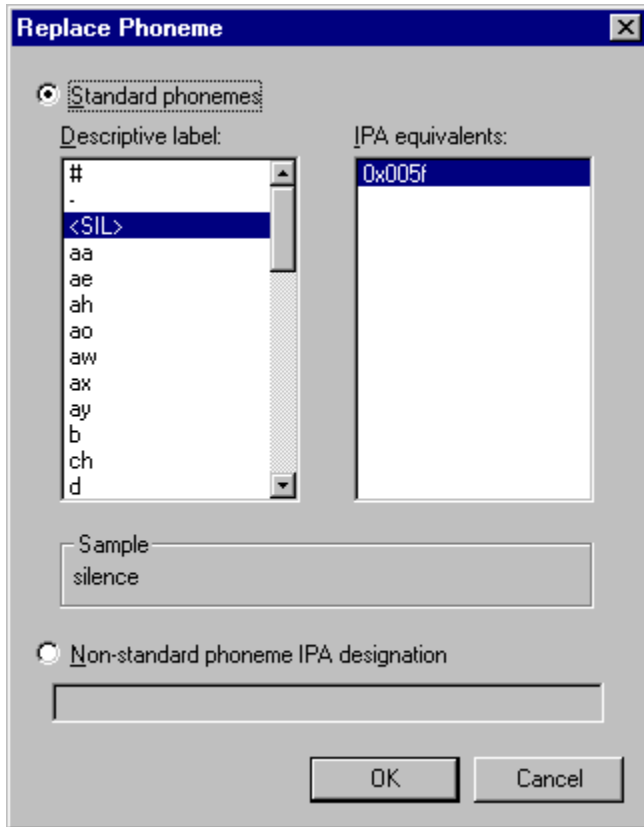 Replace Phoneme
Standard phonemes
Descriptive label:
IPA equivalents:
#
-
<SIL>
aa
ae
ah
ao
aw
ax
ay
b
ch
d
0x005f
Sample
silence
Non-standard phoneme IPA designation
OK
Cancel